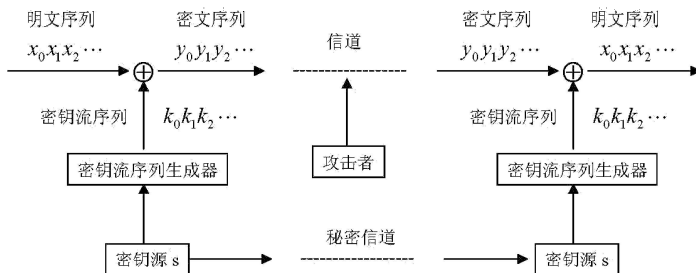 明文序列 密文序列 信道 密文序列 明文序列
x₀x₁x₂⋯ y₀y₁y₂⋯ y₀y₁y₂⋯ x₀x₁x₂⋯
密钥流序列 k₀k₁k₂⋯ 密钥流序列 k₀k₁k₂⋯
密钥流序列生成器 攻击者 密钥流序列生成器
秘密信道
密钥源 s 密钥源 s